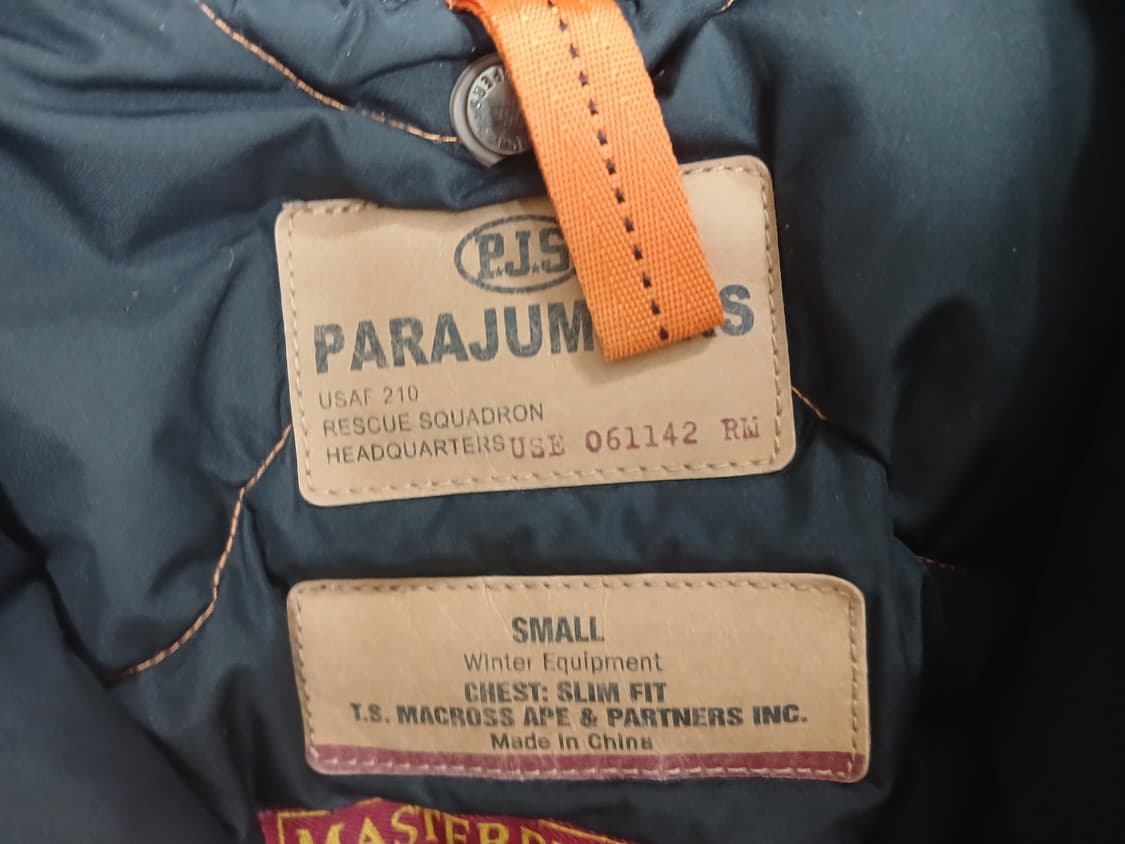 P.J.S
PARAJUM S
USAF 210
RESCUE SQUADRON
HEADQUARTERS USE 061142 RM
SMALL
Winter Equipment
CHEST: SLIM FIT
T.S. MACROSS APE & PARTNERS INC.
Made in China
MASTER